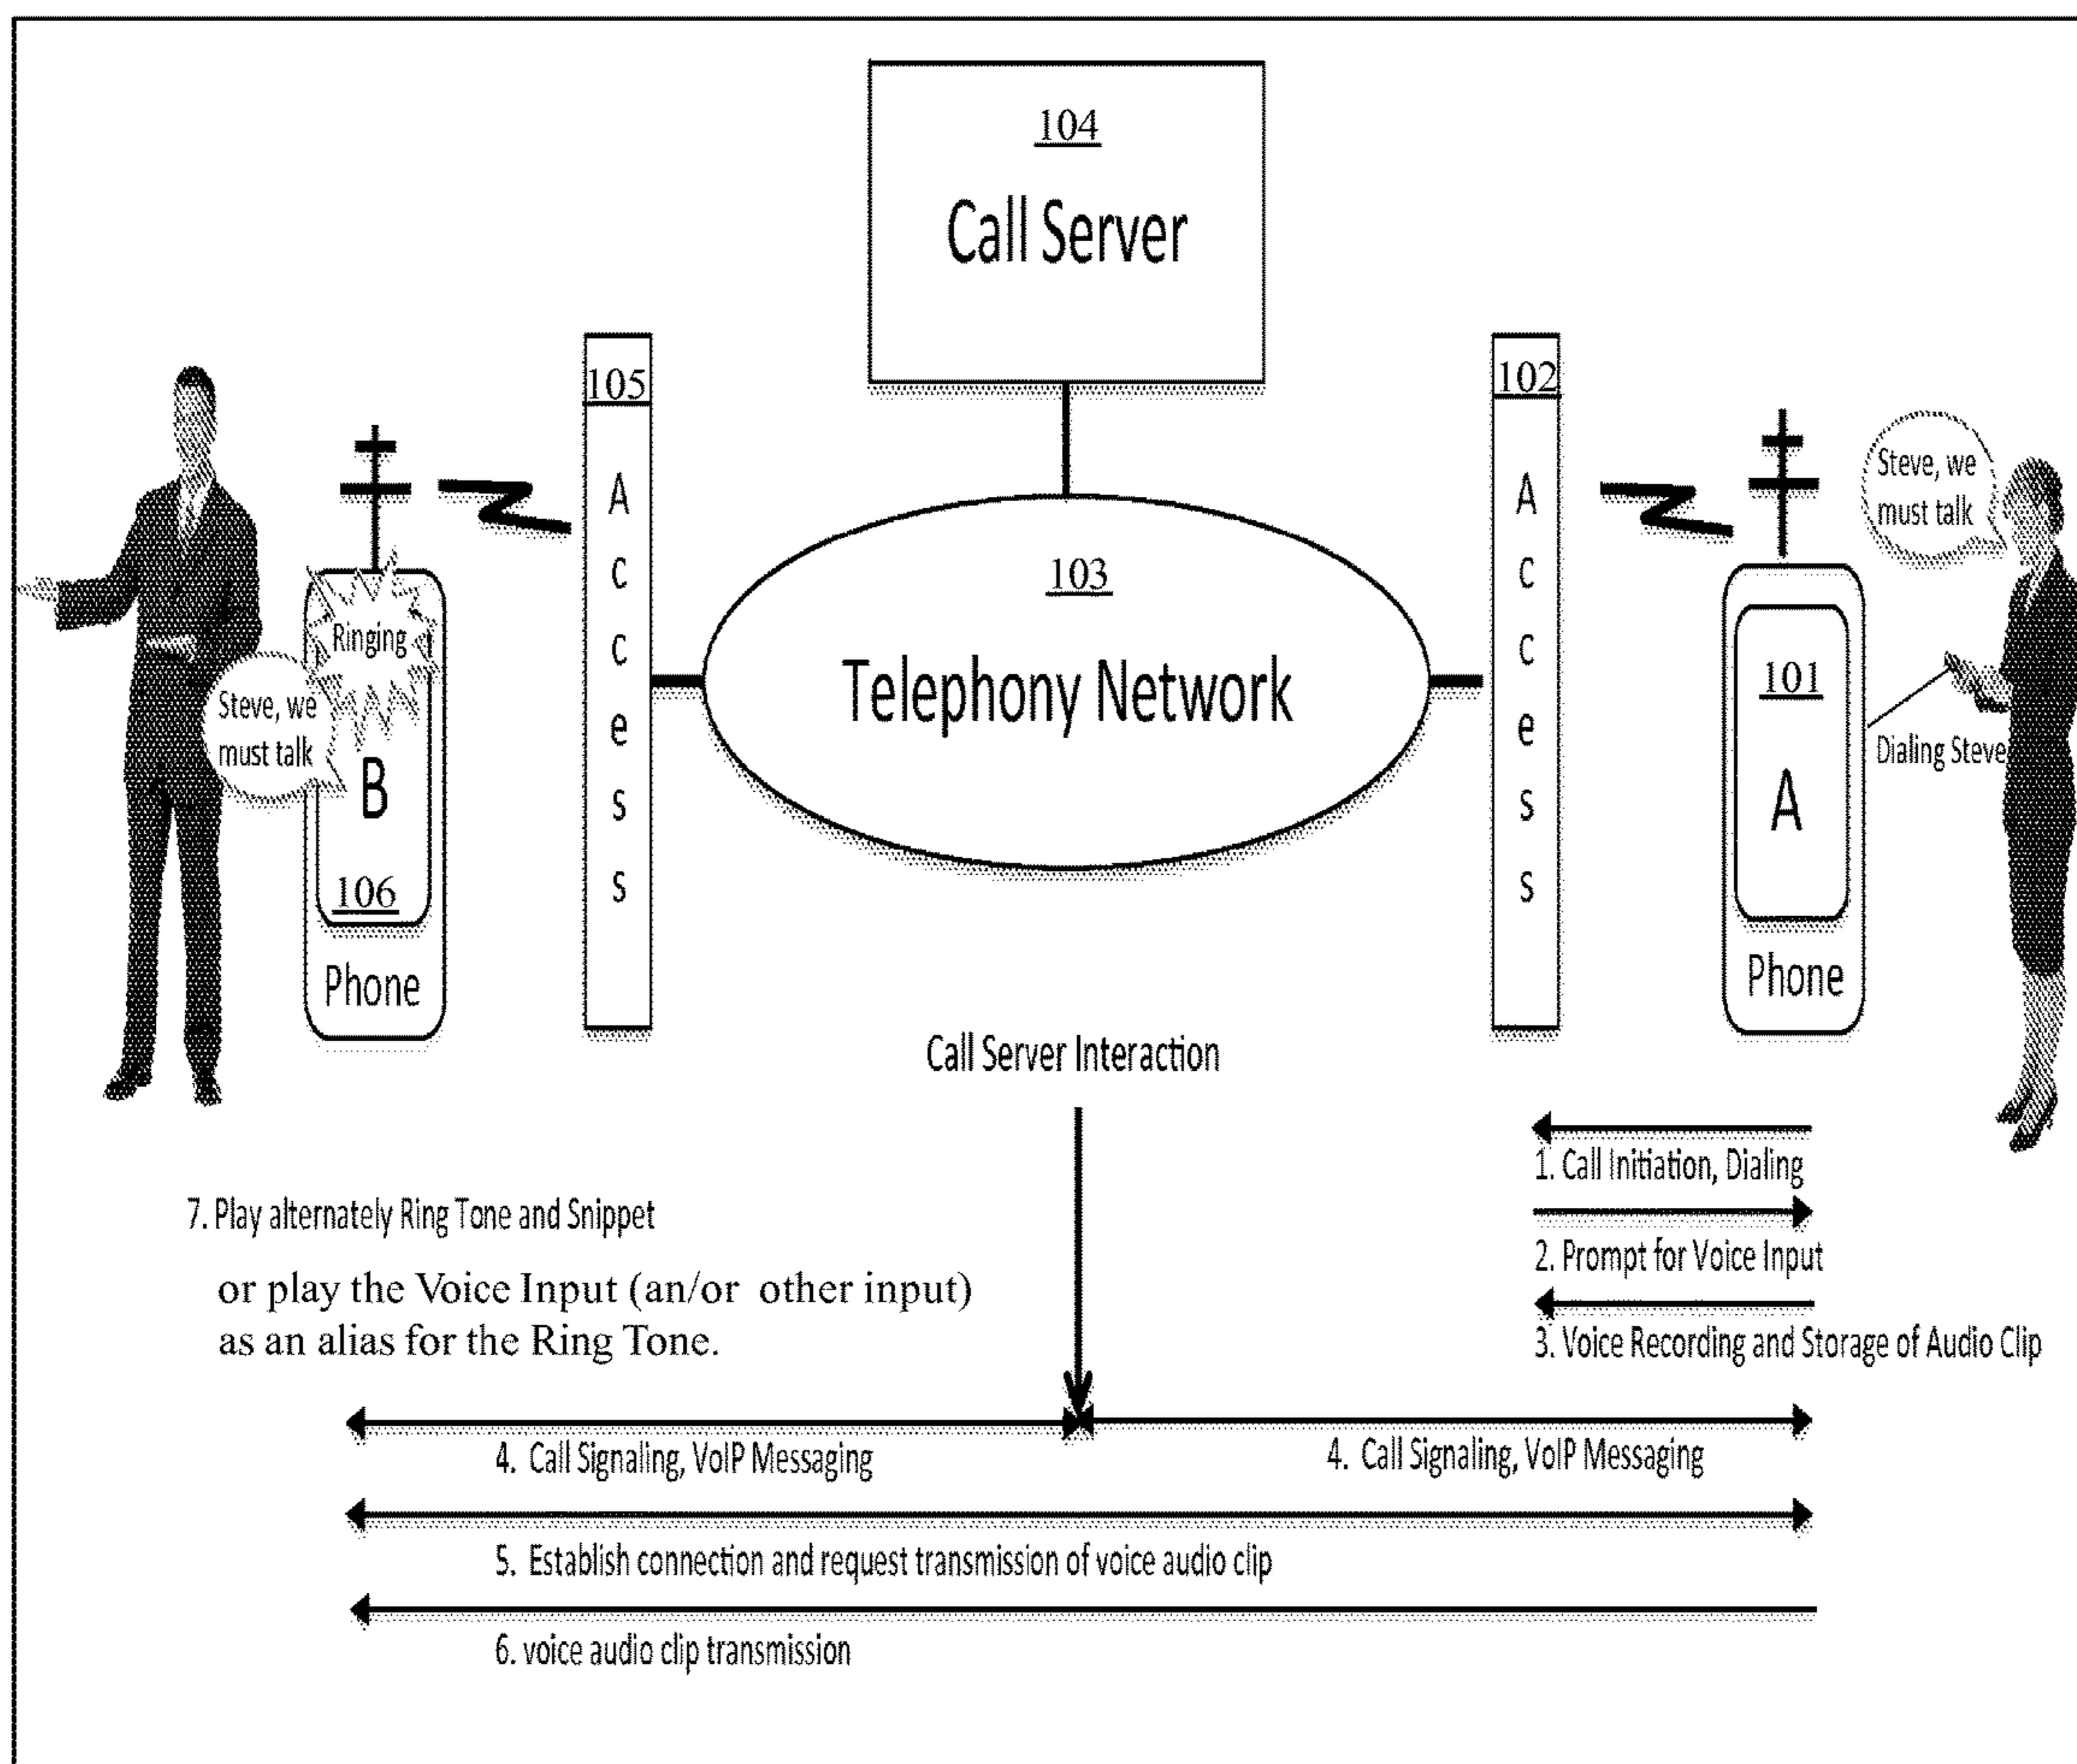 104
Call Server
105
102
Access
Access
Steve, we
must talk
103
Telephony Network
Ringing
Steve, we
must talk
B
106
Phone
101
A
Dialing Steve
Phone
Call Server Interaction
1. Call Initiation, Dialing
2. Prompt for Voice Input
3. Voice Recording and Storage of Audio Clip
7. Play alternately Ring Tone and Snippet
or play the Voice Input (an/or other input)
as an alias for the Ring Tone.
4. Call Signaling, VoIP Messaging
4. Call Signaling, VoIP Messaging
5. Establish connection and request transmission of voice audio clip
6. voice audio clip transmission